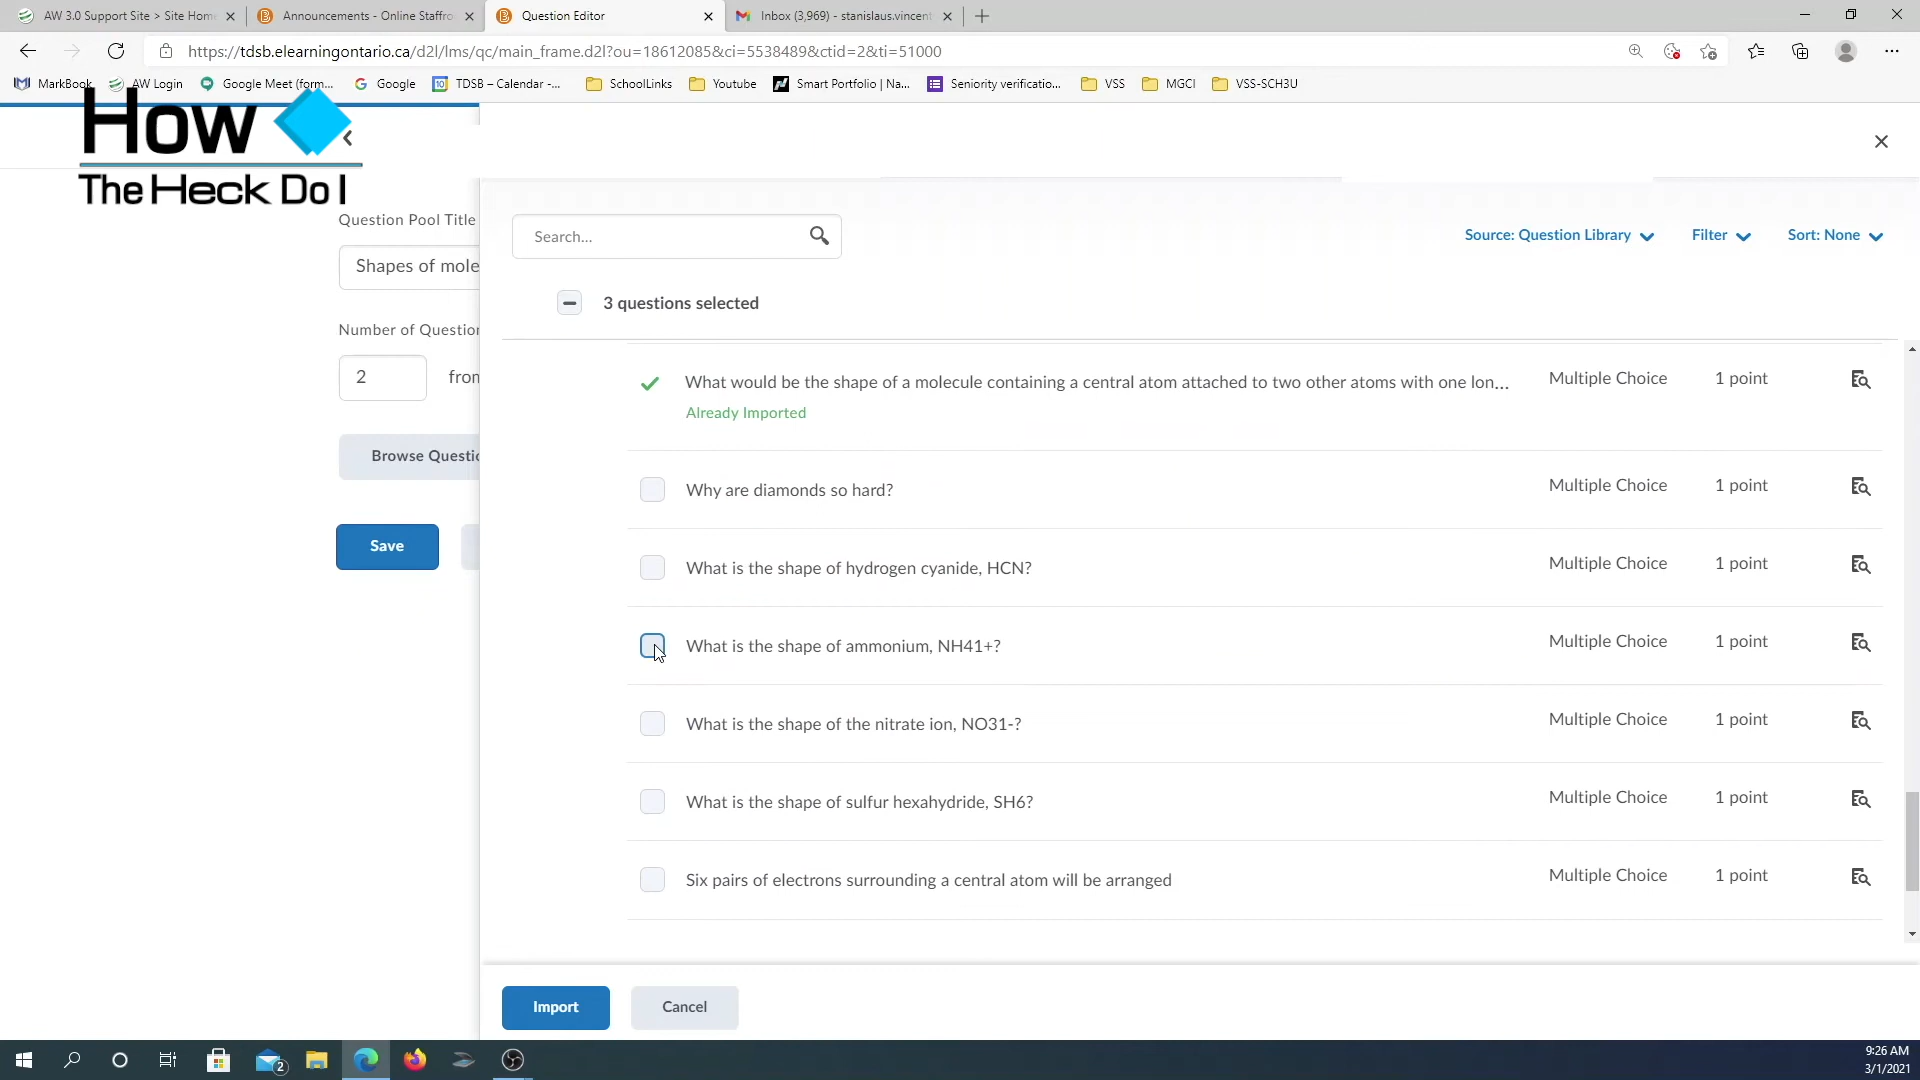 AW 3.0 Support Site > Site Home
Announcements - Online Staffro
Question Editor
Inbox (3,969) - stanislaus.vincent
https://tdsb.elearningontario.ca/d2l/lms/qc/main_frame.d2l?ou=18612085&ci=5538489&ctid=2&ti=51000
MarkBook
AW Login
Google Meet (form...
Google
TDSB – Calendar -...
SchoolLinks
Youtube
Smart Portfolio | Na...
Seniority verificatio...
VSS
MGCI
VSS-SCH3U
How
The Heck Do I
Question Pool Title
Shapes of mole
Number of Question
2 from
Browse Questio
Save
Search...
Source: Question Library
Filter
Sort: None
3 questions selected
What would be the shape of a molecule containing a central atom attached to two other atoms with one lon... Multiple Choice 1 point
Already Imported
Why are diamonds so hard? Multiple Choice 1 point
What is the shape of hydrogen cyanide, HCN? Multiple Choice 1 point
What is the shape of ammonium, NH41+? Multiple Choice 1 point
What is the shape of the nitrate ion, NO31-? Multiple Choice 1 point
What is the shape of sulfur hexahydride, SH6? Multiple Choice 1 point
Six pairs of electrons surrounding a central atom will be arranged Multiple Choice 1 point
Import
Cancel
2
9:26 AM
3/1/2021